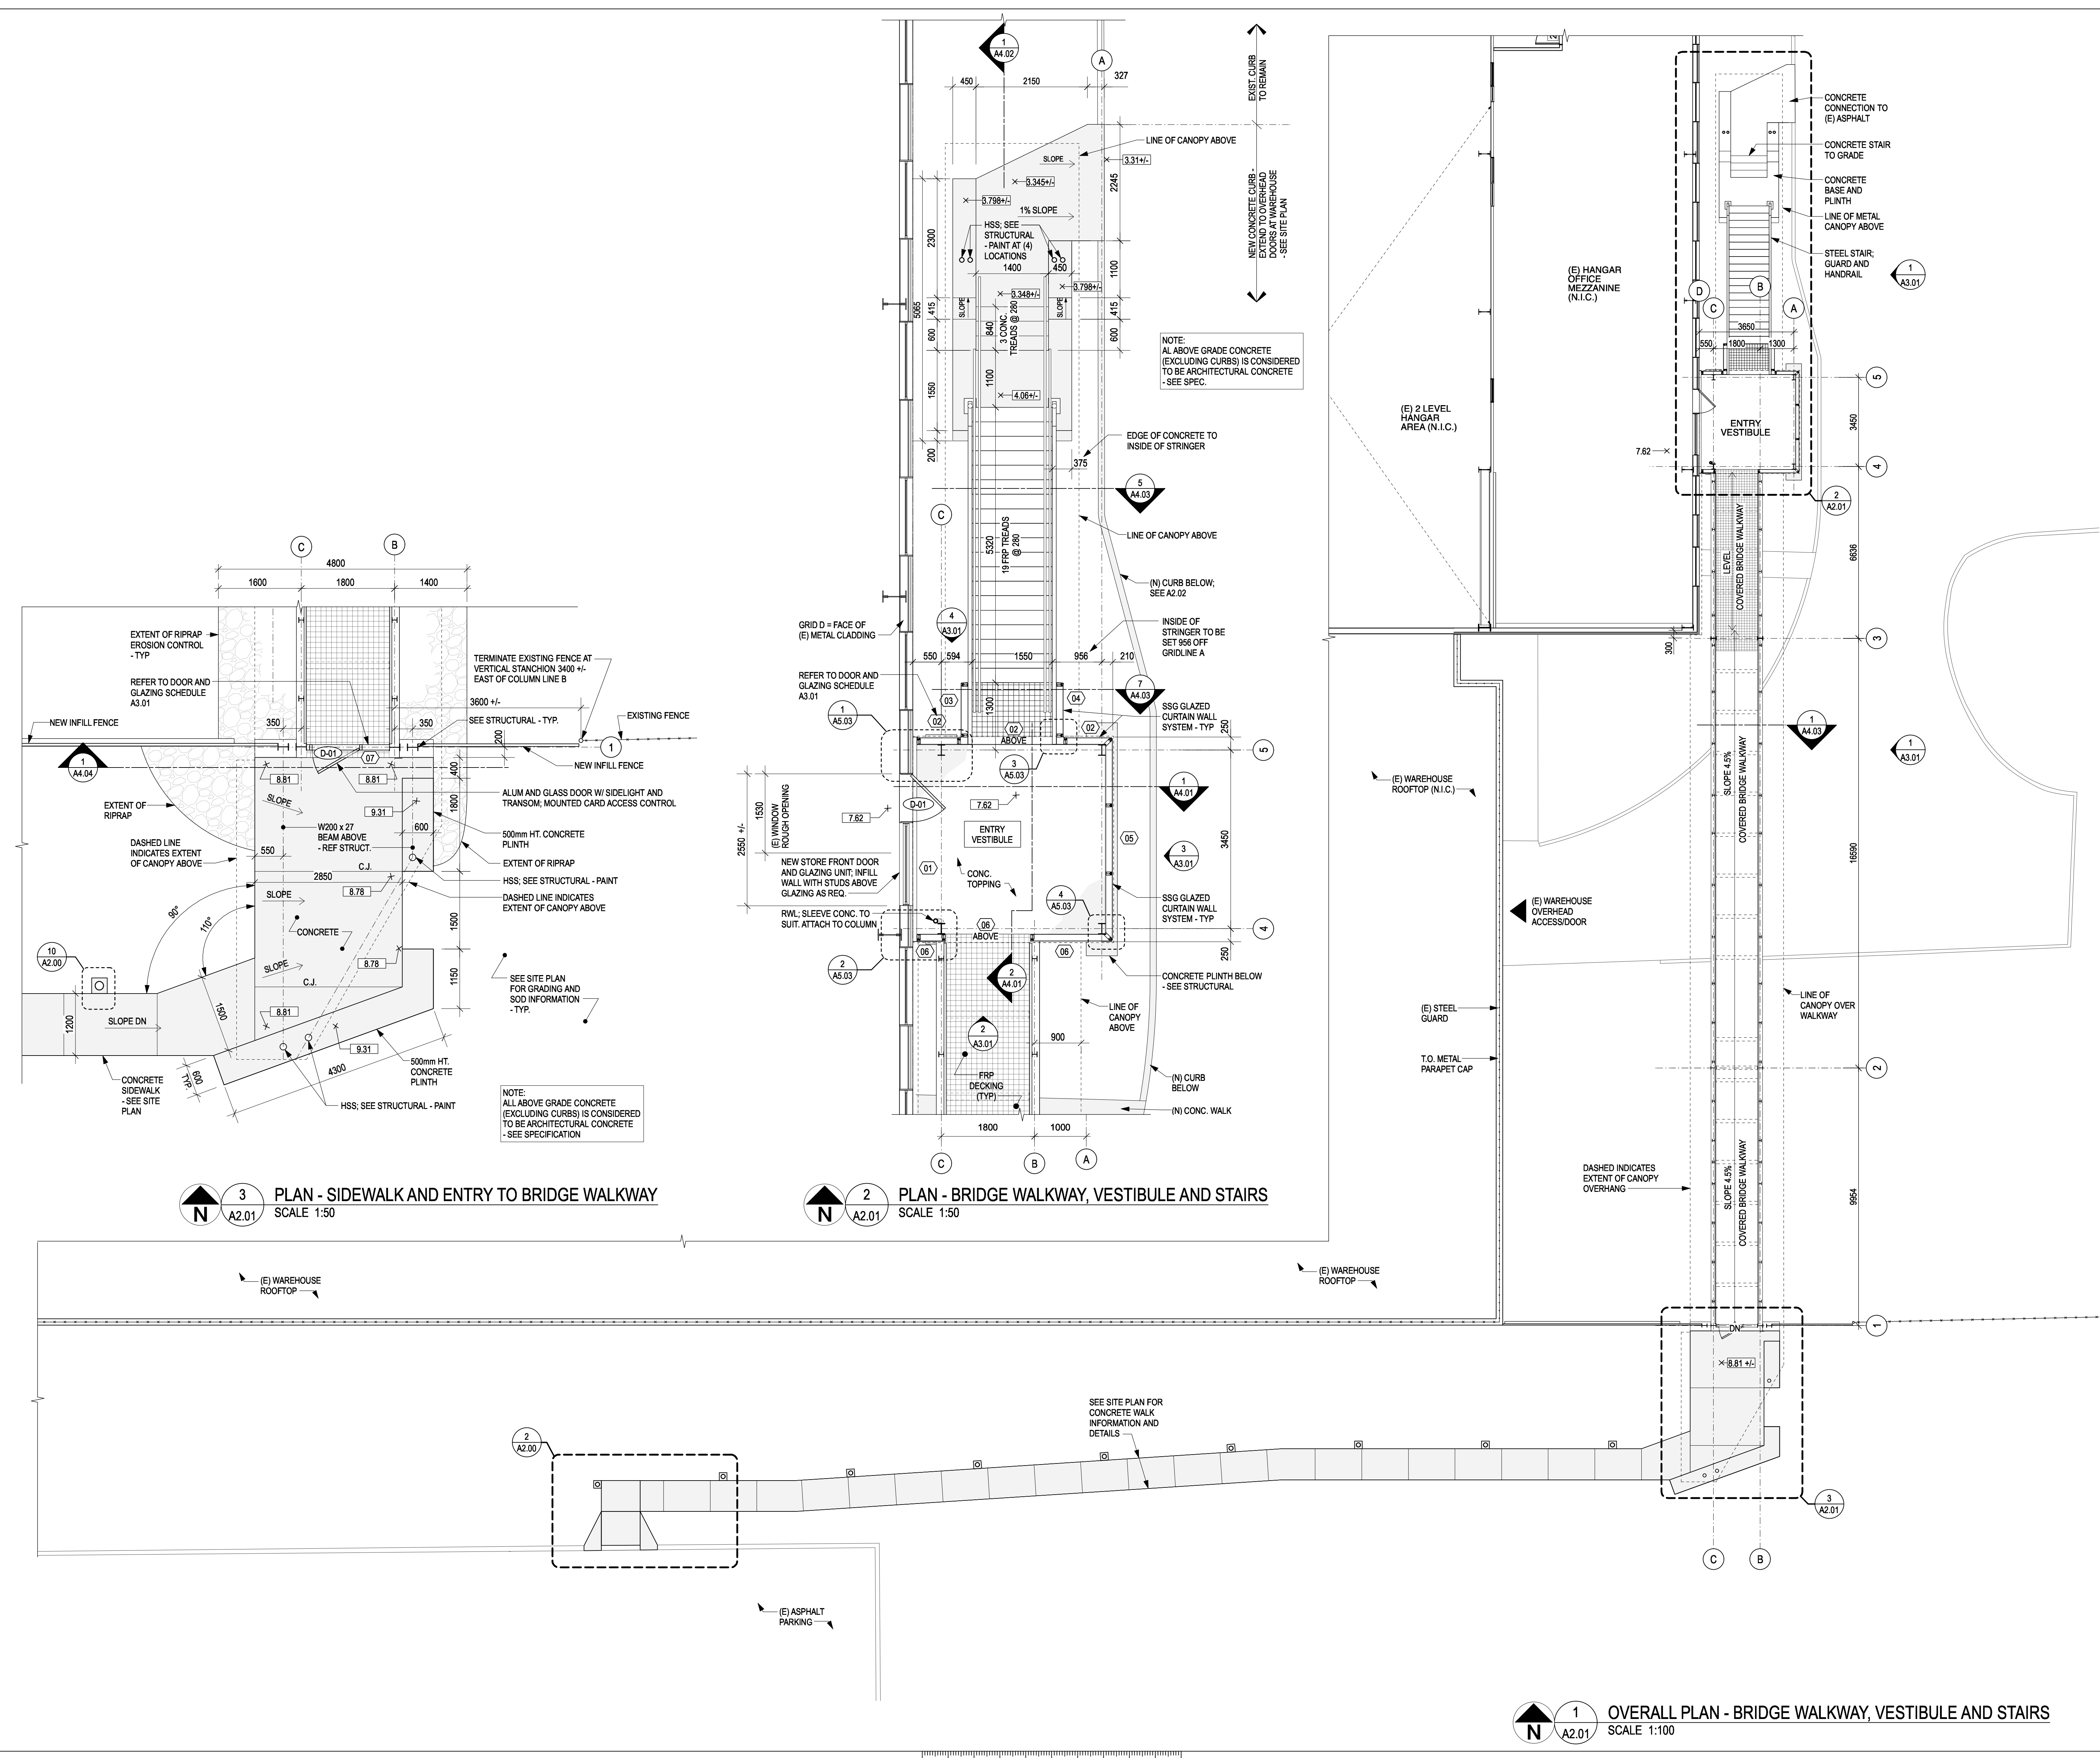 C
B
4800
1600
1800
1400
EXTENT OF RIPRAP
EROSION CONTROL
- TYP
REFER TO DOOR AND
GLAZING SCHEDULE
A3.01
NEW INFILL FENCE
TERMINATE EXISTING FENCE AT
VERTICAL STANCHION 3400 +/-
EAST OF COLUMN LINE B
3600 +/-
350
350
SEE STRUCTURAL - TYP.
EXISTING FENCE
200
1
D-01
07
NEW INFILL FENCE
1
A4.04
8.81
8.81
400
SLOPE
9.31
ALUM AND GLASS DOOR W/ SIDELIGHT AND
TRANSOM; MOUNTED CARD ACCESS CONTROL
EXTENT OF
RIPRAP
1800
W200 x 27
BEAM ABOVE
- REF STRUCT.
600
500mm HT. CONCRETE
PLINTH
DASHED LINE
INDICATES EXTENT
OF CANOPY ABOVE
550
C.J.
EXTENT OF RIPRAP
2850
HSS; SEE STRUCTURAL - PAINT
8.78
SLOPE
DASHED LINE INDICATES
EXTENT OF CANOPY ABOVE
90°
110°
1500
CONCRETE
10
A2.00
8.78
SLOPE
C.J.
1150
SEE SITE PLAN
FOR GRADING AND
SOD INFORMATION
- TYP.
1200
SLOPE DN
1500
8.81
9.31
500mm HT.
CONCRETE
PLINTH
4300
600
TYP.
CONCRETE
SIDEWALK
- SEE SITE
PLAN
HSS; SEE STRUCTURAL - PAINT
NOTE:
ALL ABOVE GRADE CONCRETE
(EXCLUDING CURBS) IS CONSIDERED
TO BE ARCHITECTURAL CONCRETE
- SEE SPECIFICATION
N
3
A2.01
PLAN - SIDEWALK AND ENTRY TO BRIDGE WALKWAY
SCALE 1:50
1
A4.02
A
450
2150
327
EXIST. CURB
TO REMAIN
LINE OF CANOPY ABOVE
SLOPE
3.31+/-
3.345+/-
3.798+/-
2245
1% SLOPE
HSS; SEE
STRUCTURAL
- PAINT AT (4)
LOCATIONS
NEW CONCRETE CURB -
EXTEND TO OVERHEAD
DOORS AT WAREHOUSE
- SEE SITE PLAN
2300
1400
450
1100
3.798+/-
3.348+/-
5065
415
SLOPE
SLOPE
415
840
3 CONC.
TREADS @ 280
600
600
NOTE:
AL ABOVE GRADE CONCRETE
(EXCLUDING CURBS) IS CONSIDERED
TO BE ARCHITECTURAL CONCRETE
- SEE SPEC.
1100
1550
4.06+/-
200
EDGE OF CONCRETE TO
INSIDE OF STRINGER
375
5
A4.03
C
5320
19 FRP TREADS
@ 280
LINE OF CANOPY ABOVE
(N) CURB BELOW;
SEE A2.02
4
A3.01
GRID D = FACE OF
(E) METAL CLADDING
INSIDE OF
STRINGER TO BE
SET 956 OFF
GRIDLINE A
550
594
1550
956
210
REFER TO DOOR AND
GLAZING SCHEDULE
A3.01
1
A5.03
03
02
1300
04
7
A4.03
SSG GLAZED
CURTAIN WALL
SYSTEM - TYP
02
ABOVE
02
250
3
A5.03
5
1
A4.01
2550 +/-
1530
(E) WINDOW
ROUGH OPENING
D-01
7.62
7.62
ENTRY
VESTIBULE
05
3450
3
A3.01
NEW STORE FRONT DOOR
AND GLAZING UNIT; INFILL
WALL WITH STUDS ABOVE
GLAZING AS REQ.
01
CONC.
TOPPING
4
A5.03
SSG GLAZED
CURTAIN WALL
SYSTEM - TYP
RWL; SLEEVE CONC. TO
SUIT. ATTACH TO COLUMN
06
ABOVE
4
06
06
250
2
A5.03
2
A4.01
CONCRETE PLINTH BELOW
- SEE STRUCTURAL
LINE OF
CANOPY
ABOVE
2
A3.01
900
FRP
DECKING
(TYP)
(N) CURB
BELOW
(N) CONC. WALK
1800
1000
C
B
A
N
2
A2.01
PLAN - BRIDGE WALKWAY, VESTIBULE AND STAIRS
SCALE 1:50
CONCRETE
CONNECTION TO
(E) ASPHALT
CONCRETE STAIR
TO GRADE
CONCRETE
BASE AND
PLINTH
LINE OF METAL
CANOPY ABOVE
STEEL STAIR;
GUARD AND
HANDRAIL
1
A3.01
(E) HANGAR
OFFICE
MEZZANINE
(N.I.C.)
D
C
B
A
3650
550
1800
1300
5
(E) 2 LEVEL
HANGAR
AREA (N.I.C.)
ENTRY
VESTIBULE
3450
7.62
4
2
A2.01
LEVEL
COVERED BRIDGE WALKWAY
6636
300
3
1
A4.03
1
A3.01
SLOPE 4.5%
COVERED BRIDGE WALKWAY
(E) WAREHOUSE
ROOFTOP (N.I.C.)
16590
(E) WAREHOUSE
OVERHEAD
ACCESS/DOOR
(E) STEEL
GUARD
LINE OF
CANOPY OVER
WALKWAY
T.O. METAL
PARAPET CAP
2
DASHED INDICATES
EXTENT OF CANOPY
OVERHANG
SLOPE 4.5%
COVERED BRIDGE WALKWAY
9954
(E) WAREHOUSE
ROOFTOP
(E) WAREHOUSE
ROOFTOP
DN
1
8.81 +/-
SEE SITE PLAN FOR
CONCRETE WALK
INFORMATION AND
DETAILS
2
A2.00
3
A2.01
C
B
(E) ASPHALT
PARKING
N
1
A2.01
OVERALL PLAN - BRIDGE WALKWAY, VESTIBULE AND STAIRS
SCALE 1:100